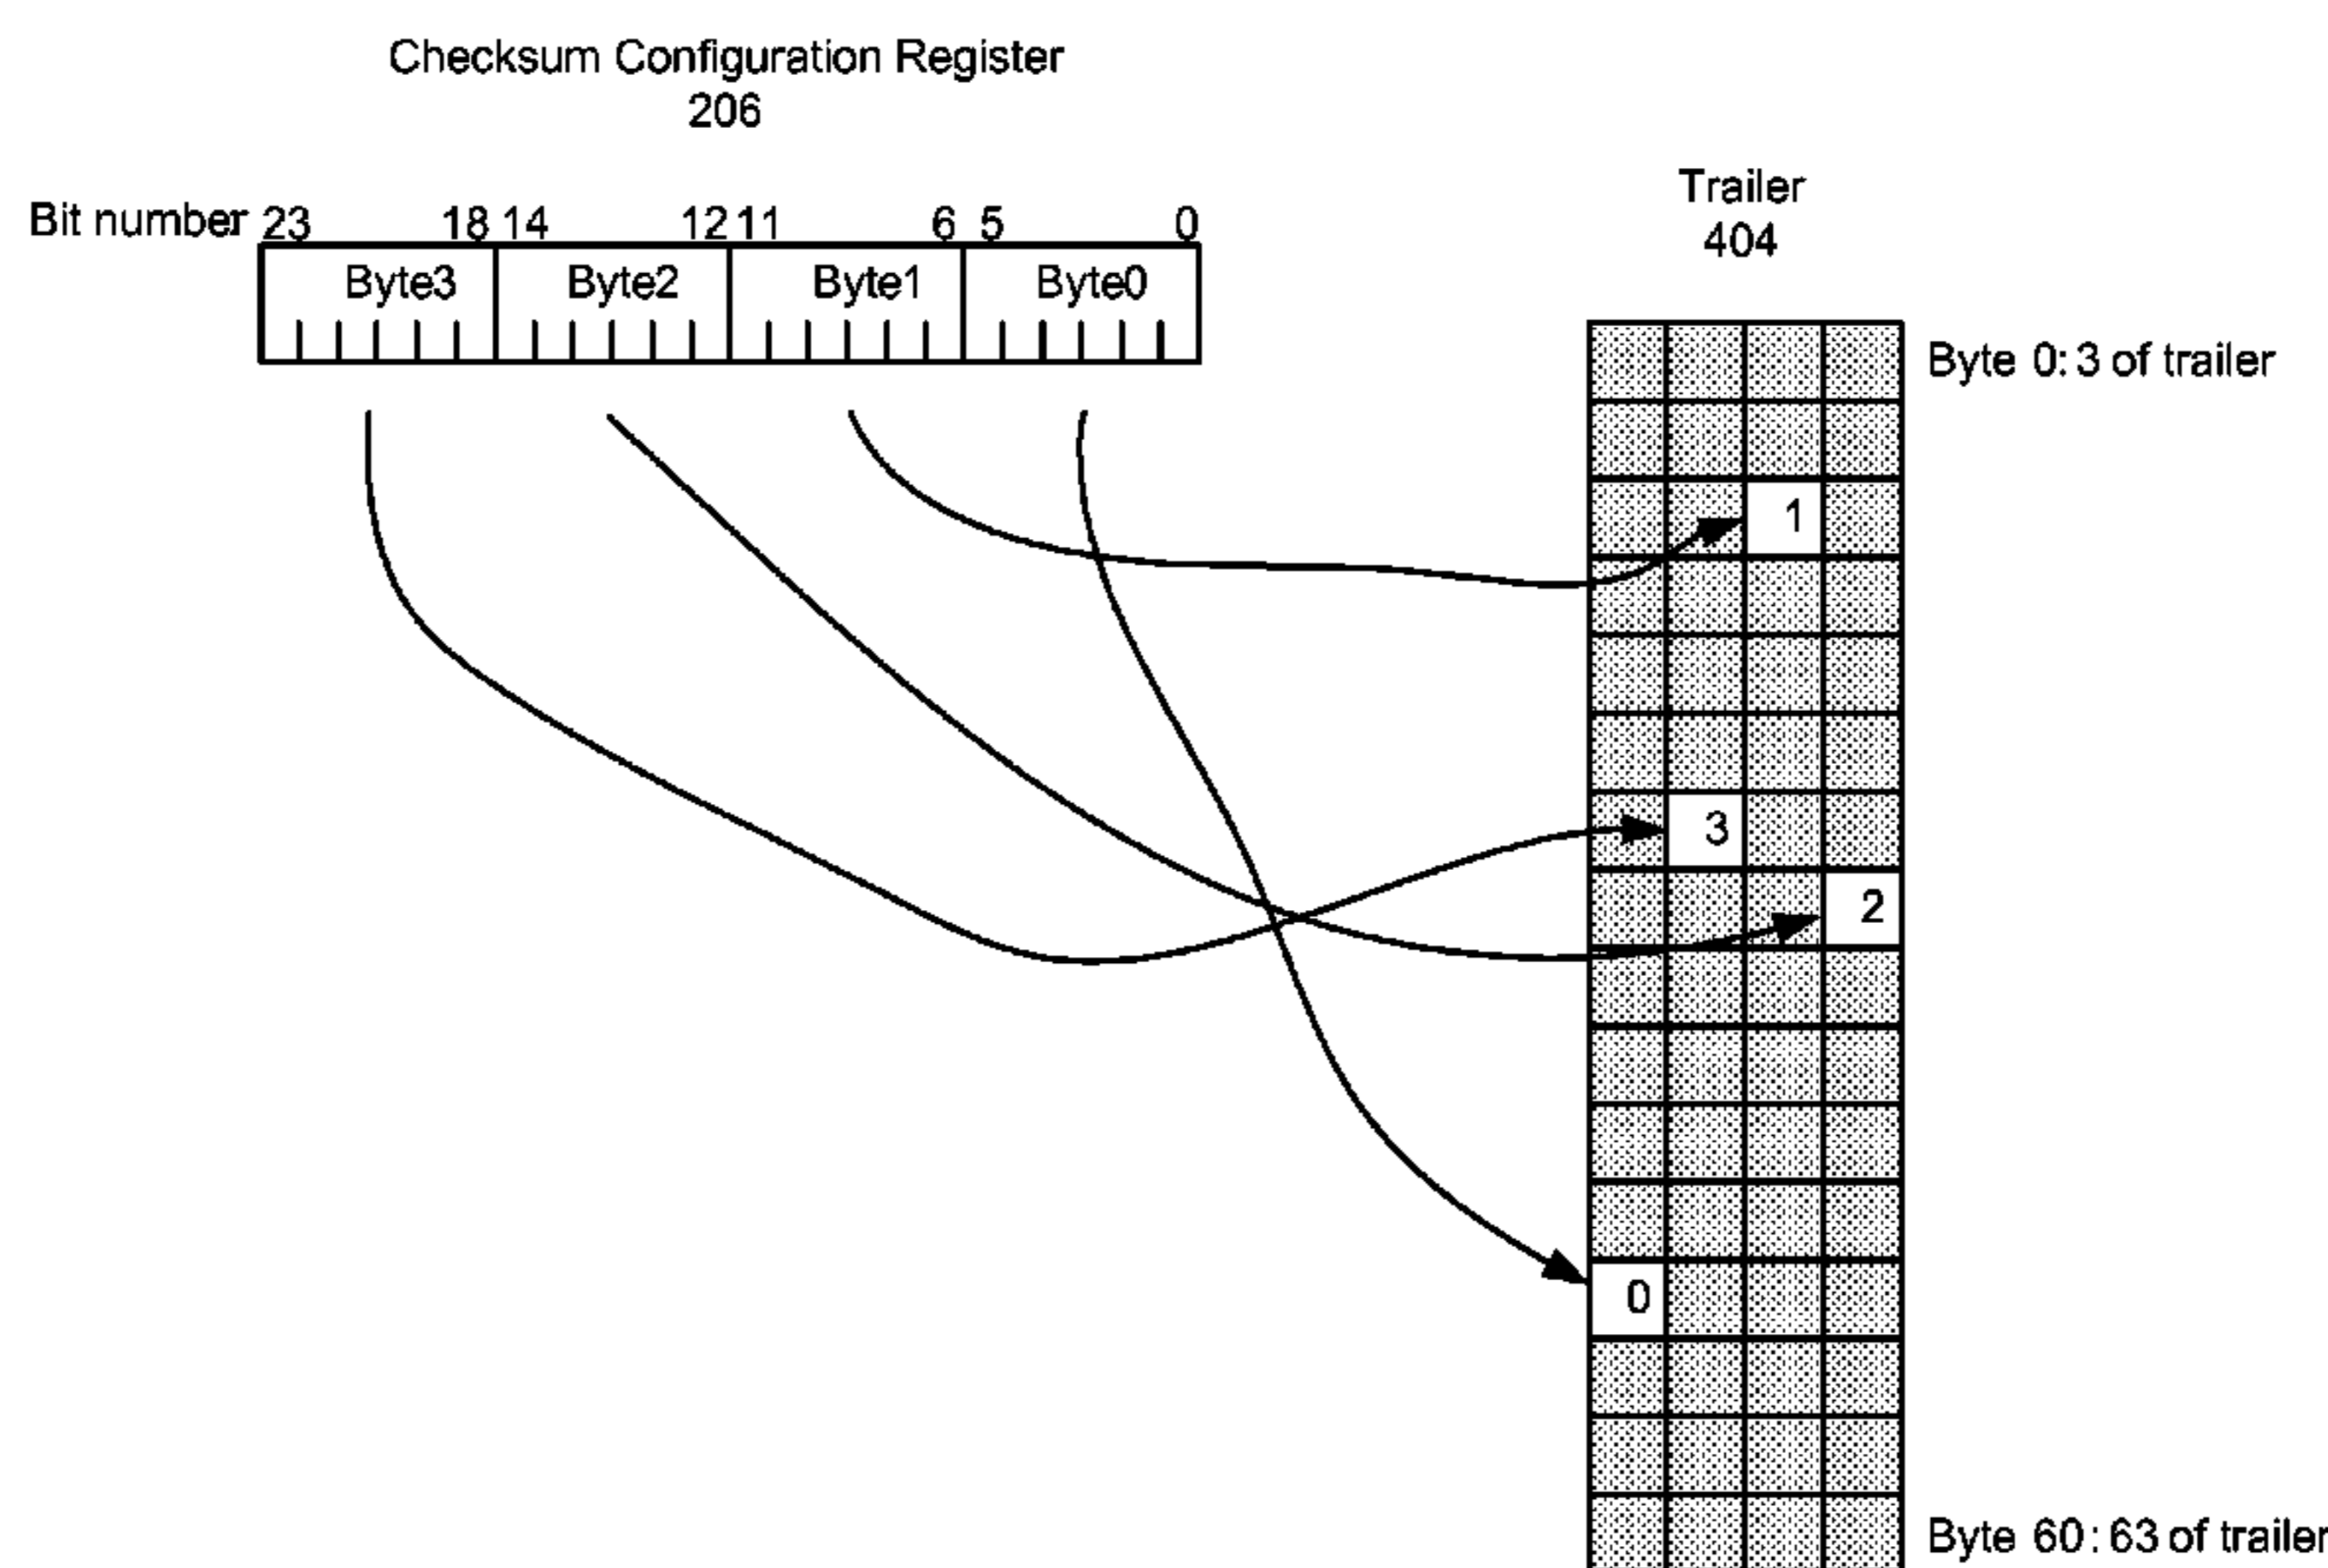 Checksum Configuration Register
206
Trailer
404
Bit number 23 18 14 12 11 6 5 0
Byte3 Byte2 Byte1 Byte0
Byte 0:3 of trailer
1
3
2
0
Byte 60:63 of trailer